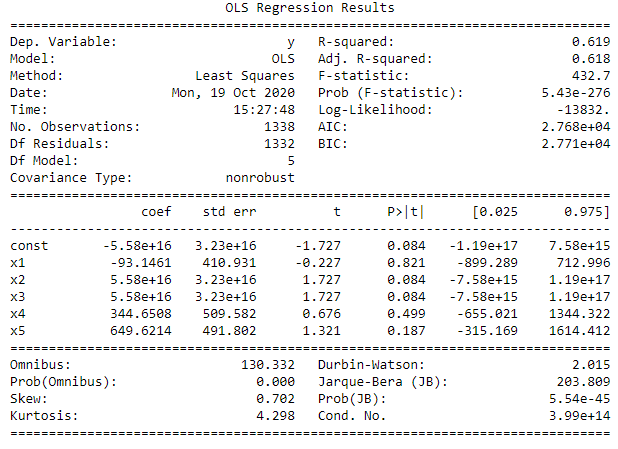 OLS Regression Results
==============================================================================
Dep. Variable: y R-squared: 0.619
Model: OLS Adj. R-squared: 0.618
Method: Least Squares F-statistic: 432.7
Date: Mon, 19 Oct 2020 Prob (F-statistic): 5.43e-276
Time: 15:27:48 Log-Likelihood: -13832.
No. Observations: 1338 AIC: 2.768e+04
Df Residuals: 1332 BIC: 2.771e+04
Df Model: 5
Covariance Type: nonrobust
==============================================================================
coef std err t P>|t| [0.025 0.975]
------------------------------------------------------------------------------
const -5.58e+16 3.23e+16 -1.727 0.084 -1.19e+17 7.58e+15
x1 -93.1461 410.931 -0.227 0.821 -899.289 712.996
x2 5.58e+16 3.23e+16 1.727 0.084 -7.58e+15 1.19e+17
x3 5.58e+16 3.23e+16 1.727 0.084 -7.58e+15 1.19e+17
x4 344.6508 509.582 0.676 0.499 -655.021 1344.322
x5 649.6214 491.802 1.321 0.187 -315.169 1614.412
==============================================================================
Omnibus: 130.332 Durbin-Watson: 2.015
Prob(Omnibus): 0.000 Jarque-Bera (JB): 203.809
Skew: 0.702 Prob(JB): 5.54e-45
Kurtosis: 4.298 Cond. No. 3.99e+14
==============================================================================